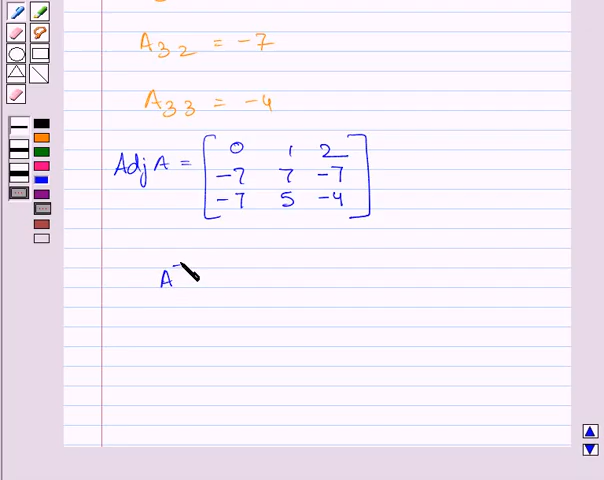 A₃₂ = -7
A₃₃ = -4
Adj A = [ 0 1 2
-7 7 -7
-7 5 -4 ]
A⁻